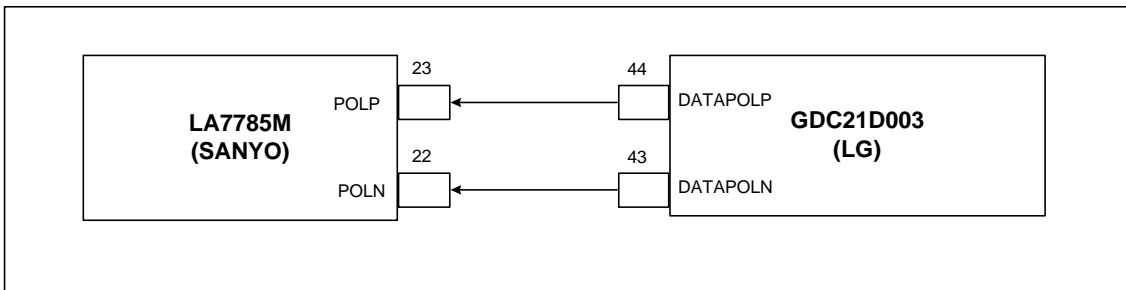 23
44
POLP
DATAPOLP
LA7785M
(SANYO)
GDC21D003
(LG)
22
43
POLN
DATAPOLN